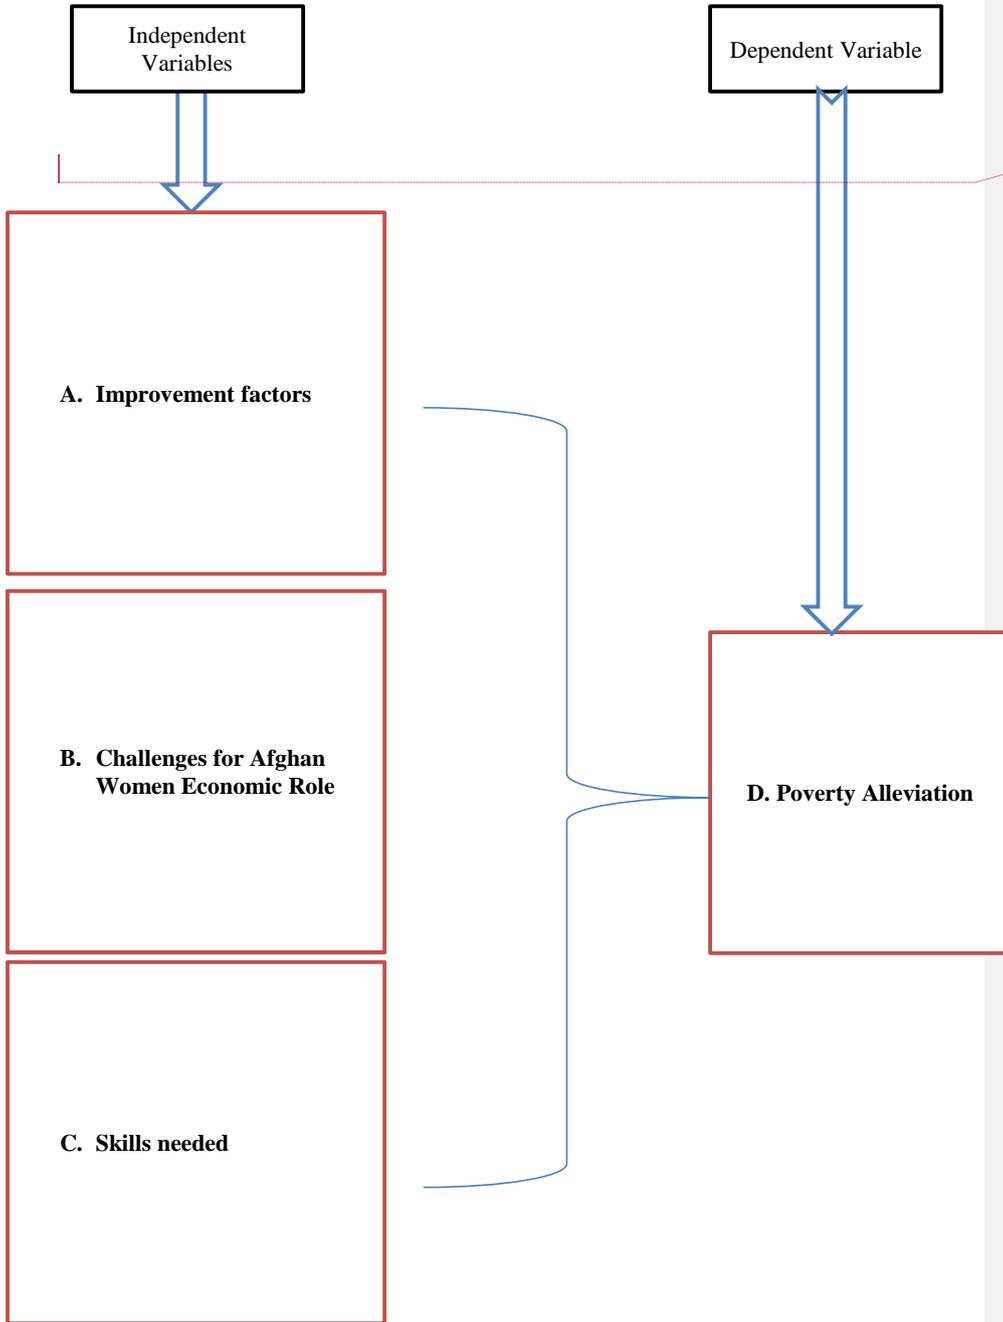 Independent
Variables
Dependent Variable
A. Improvement factors
B. Challenges for Afghan
Women Economic Role
D. Poverty Alleviation
C. Skills needed